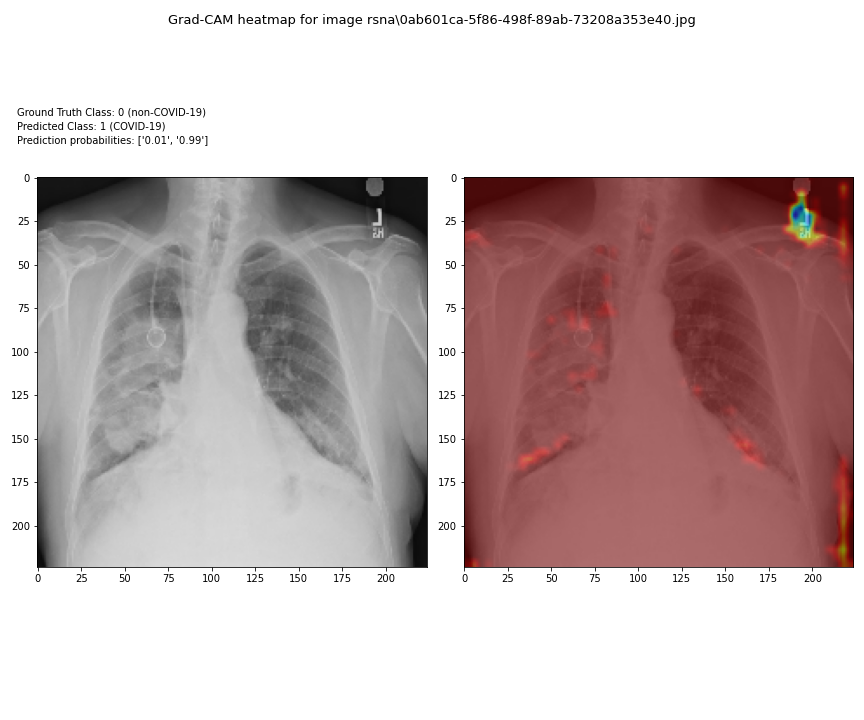 Grad-CAM heatmap for image rsna\0ab601ca-5f86-498f-89ab-73208a353e40.jpg
Ground Truth Class: 0 (non-COVID-19)
Predicted Class: 1 (COVID-19)
Prediction probabilities: ['0.01', '0.99']
0
25
50
75
100
125
150
175
200
0 25 50 75 100 125 150 175 200
L
0
25
50
75
100
125
150
175
200
0 25 50 75 100 125 150 175 200
L